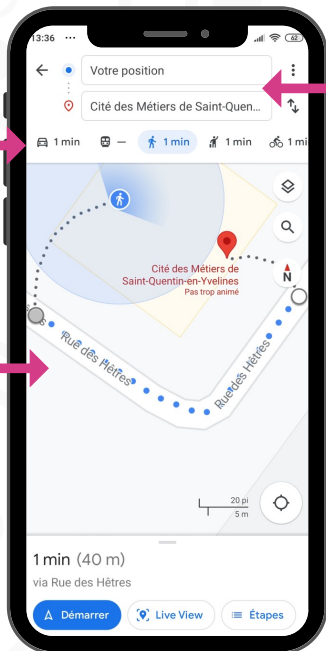 13:36 ... 62
Votre position
Cité des Métiers de Saint-Quen...
1 min — 1 min 1 min 1 mi
Cité des Métiers de
Saint-Quentin-en-Yvelines
Pas trop animé
N
Rue des Hêtres
Rue des Hêtres
20 pi
5 m
1 min (40 m)
via Rue des Hêtres
Démarrer Live View Étapes